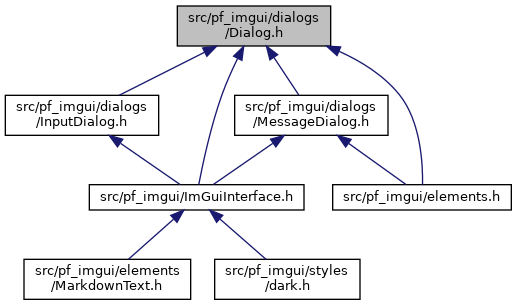 src/pf_imgui/dialogs
/Dialog.h
src/pf_imgui/dialogs
/InputDialog.h
src/pf_imgui/dialogs
/MessageDialog.h
src/pf_imgui/ImGuiInterface.h
src/pf_imgui/elements.h
src/pf_imgui/elements
/MarkdownText.h
src/pf_imgui/styles
/dark.h